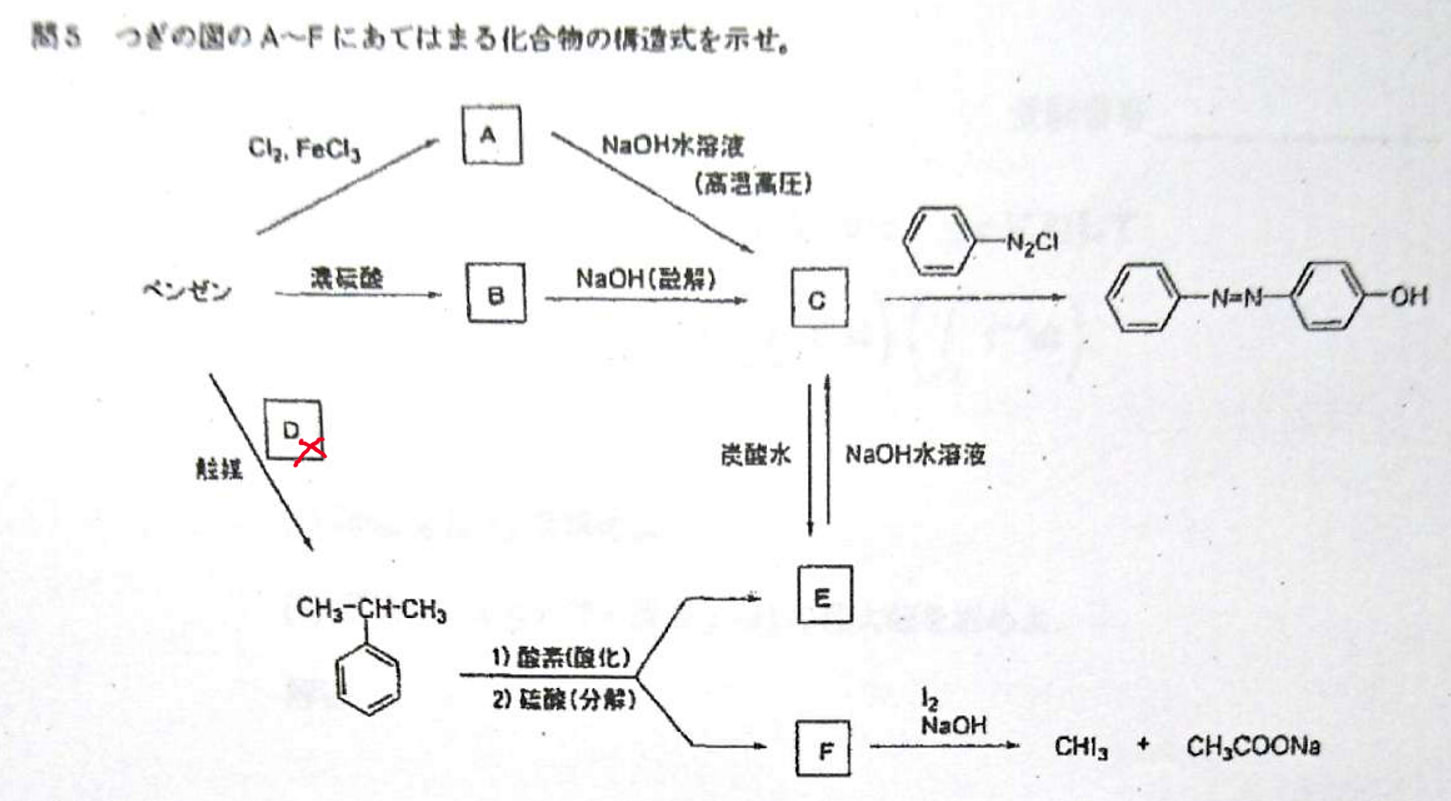 問5 つぎの図のA～Fにあてはまる化合物の構造式を示せ。
Cl₂, FeCl₃
A
NaOH水溶液
(高温高圧)
ベンゼン
濃硫酸
B
NaOH(融解)
C
N₂Cl
N=N
OH
D
触媒
炭酸水
NaOH水溶液
CH₃-CH-CH₃
1) 酸素(酸化)
2) 硫酸(分解)
E
F
I₂
NaOH
CHI₃ + CH₃COONa